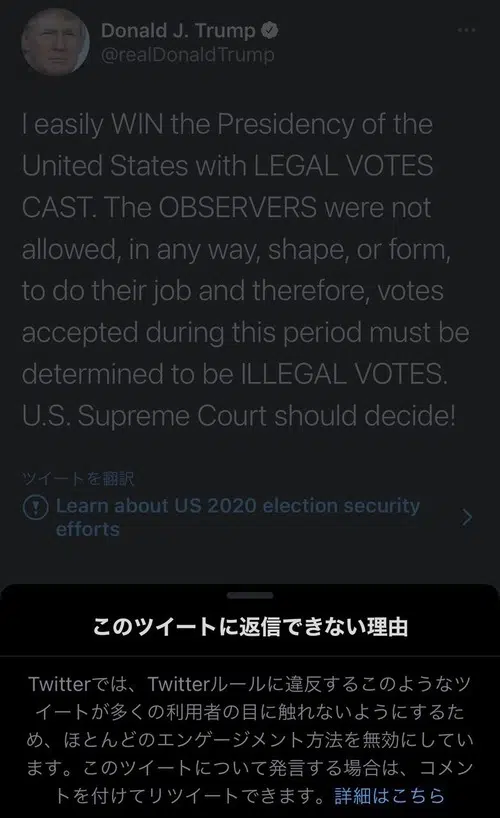 Donald J. Trump
@realDonaldTrump
I easily WIN the Presidency of the
United States with LEGAL VOTES
CAST. The OBSERVERS were not
allowed, in any way, shape, or form,
to do their job and therefore, votes
accepted during this period must be
determined to be ILLEGAL VOTES.
U.S. Supreme Court should decide!
ツイートを翻訳
Learn about US 2020 election security
efforts
このツイートに返信できない理由
Twitterでは、Twitterルールに違反するこのようなツ
イートが多くの利用者の目に触れないようにするた
め、ほとんどのエンゲージメント方法を無効にしてい
ます。このツイートについて発言する場合は、コメン
トを付けてリツイートできます。詳細はこちら